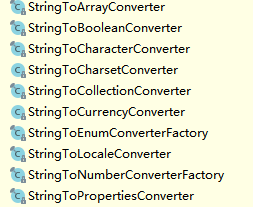 StringToArrayConverter
StringToBooleanConverter
StringToCharacterConverter
StringToCharsetConverter
StringToCollectionConverter
StringToCurrencyConverter
StringToEnumConverterFactory
StringToLocaleConverter
StringToNumberConverterFactory
StringToPropertiesConverter